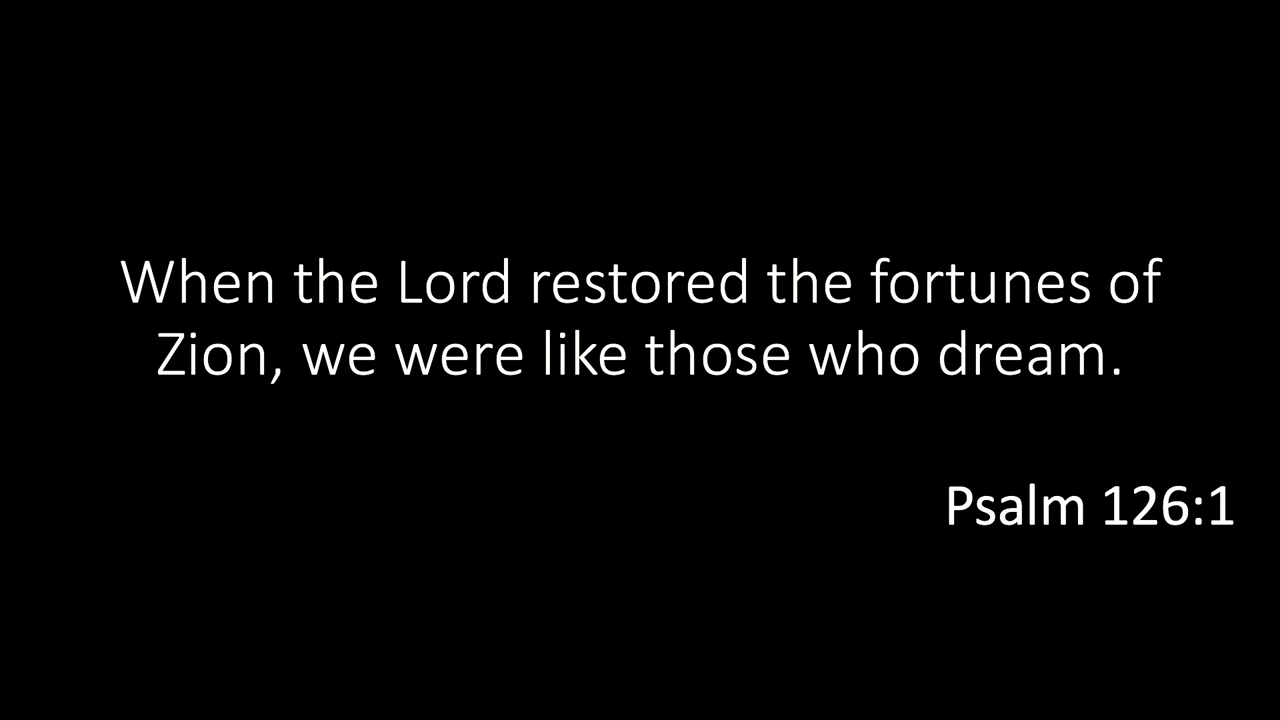 When the Lord restored the fortunes of
Zion, we were like those who dream.
Psalm 126:1